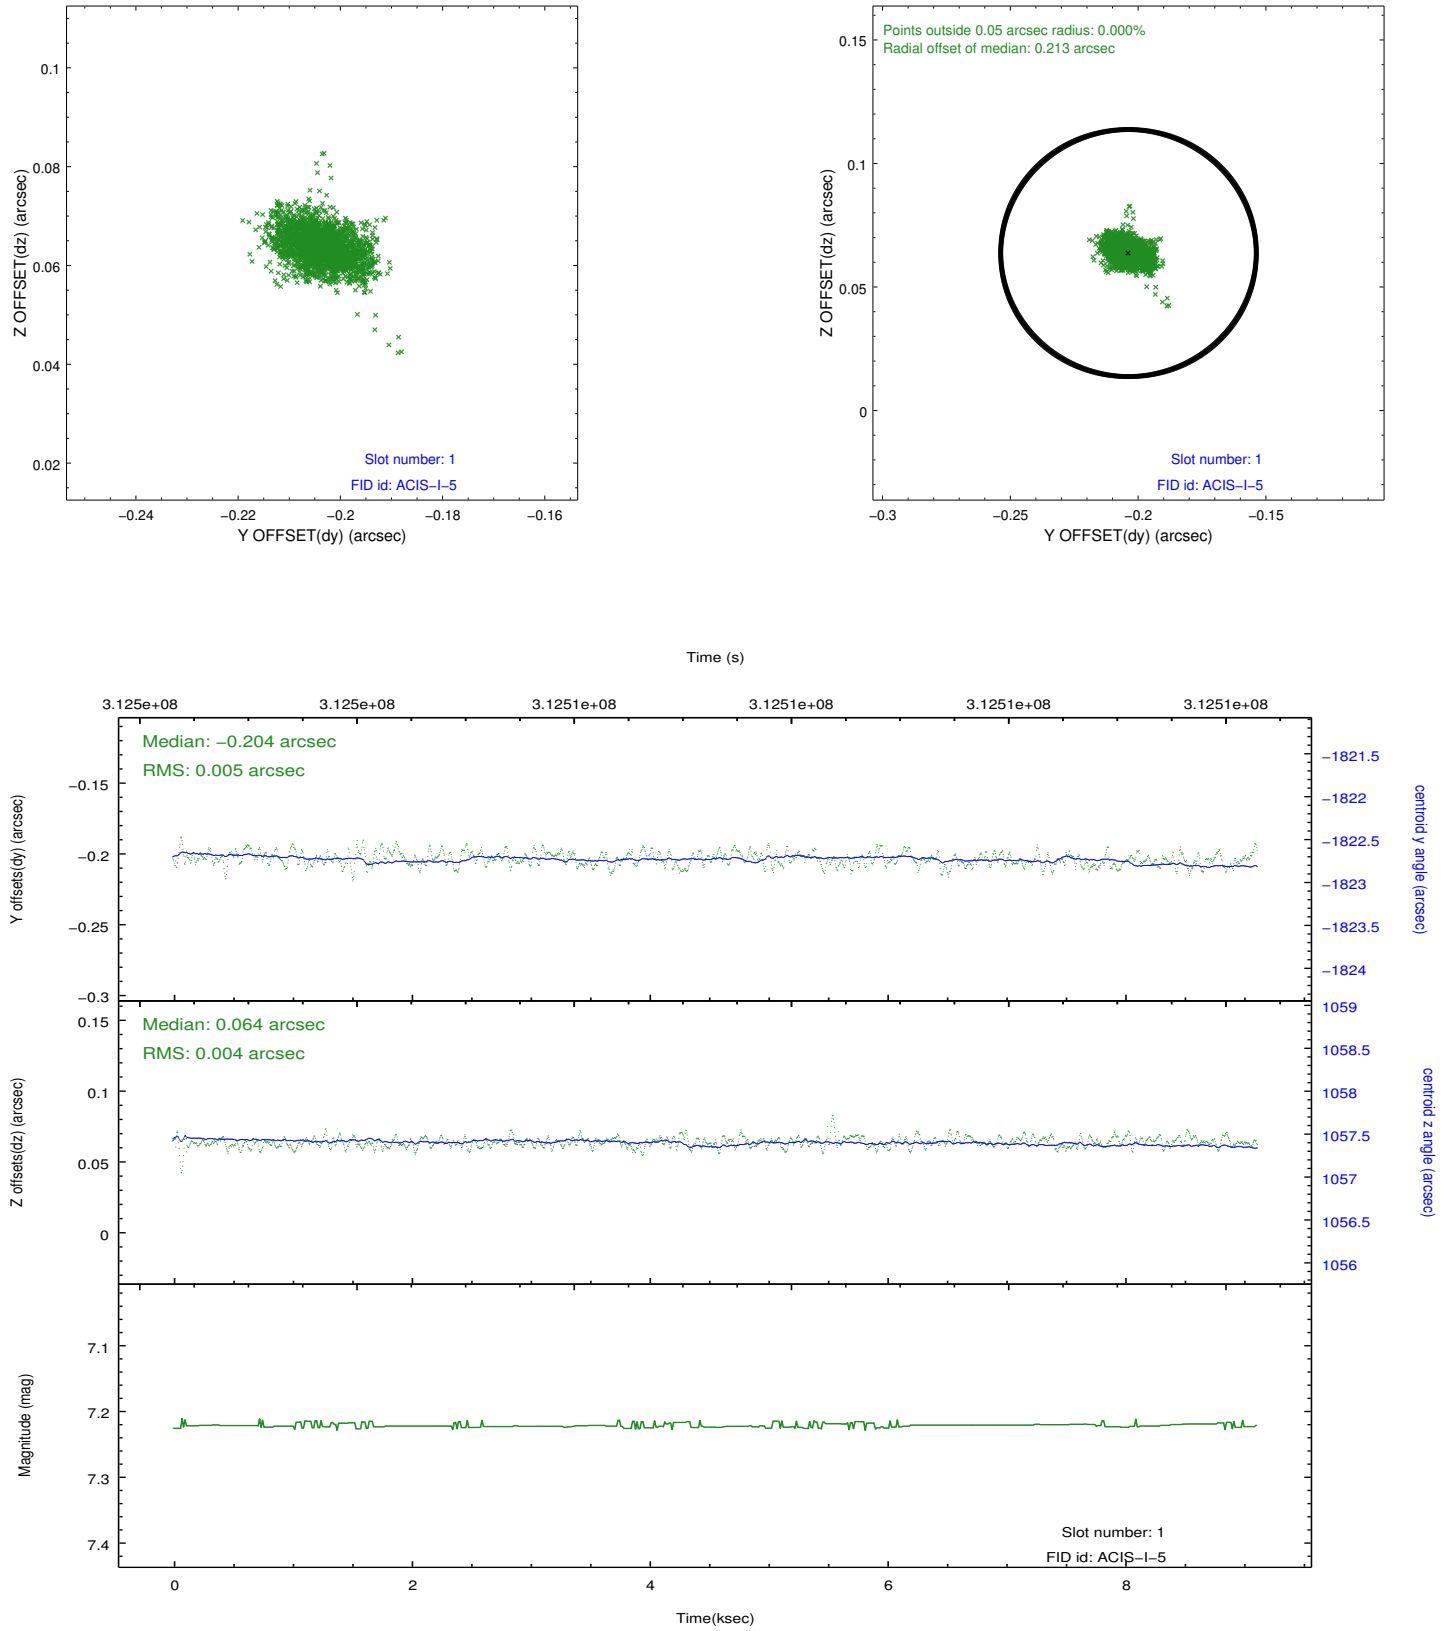 0.1
0.08
0.06
0.04
0.02
Z OFFSET(dz) (arcsec)
Slot number: 1
FID id: ACIS−I−5
−0.24
−0.22
−0.2
−0.18
−0.16
Y OFFSET(dy) (arcsec)
Points outside 0.05 arcsec radius: 0.000%
Radial offset of median: 0.213 arcsec
0.15
0.1
0.05
0
Z OFFSET(dz) (arcsec)
Slot number: 1
FID id: ACIS−I−5
−0.3
−0.25
−0.2
−0.15
Y OFFSET(dy) (arcsec)
Time (s)
3.125e+08
3.125e+08
3.1251e+08
3.1251e+08
3.1251e+08
3.1251e+08
Median: −0.204 arcsec
RMS: 0.005 arcsec
−0.15
−0.2
−0.25
−0.3
Y offsets(dy) (arcsec)
−1821.5
−1822
−1822.5
−1823
−1823.5
−1824
centroid y angle (arcsec)
Median: 0.064 arcsec
RMS: 0.004 arcsec
0.15
0.1
0.05
0
Z offsets(dz) (arcsec)
1059
1058.5
1058
1057.5
1057
1056.5
1056
centroid z angle (arcsec)
7.1
7.2
7.3
7.4
Magnitude (mag)
Slot number: 1
FID id: ACIS−I−5
0
2
4
6
8
Time(ksec)